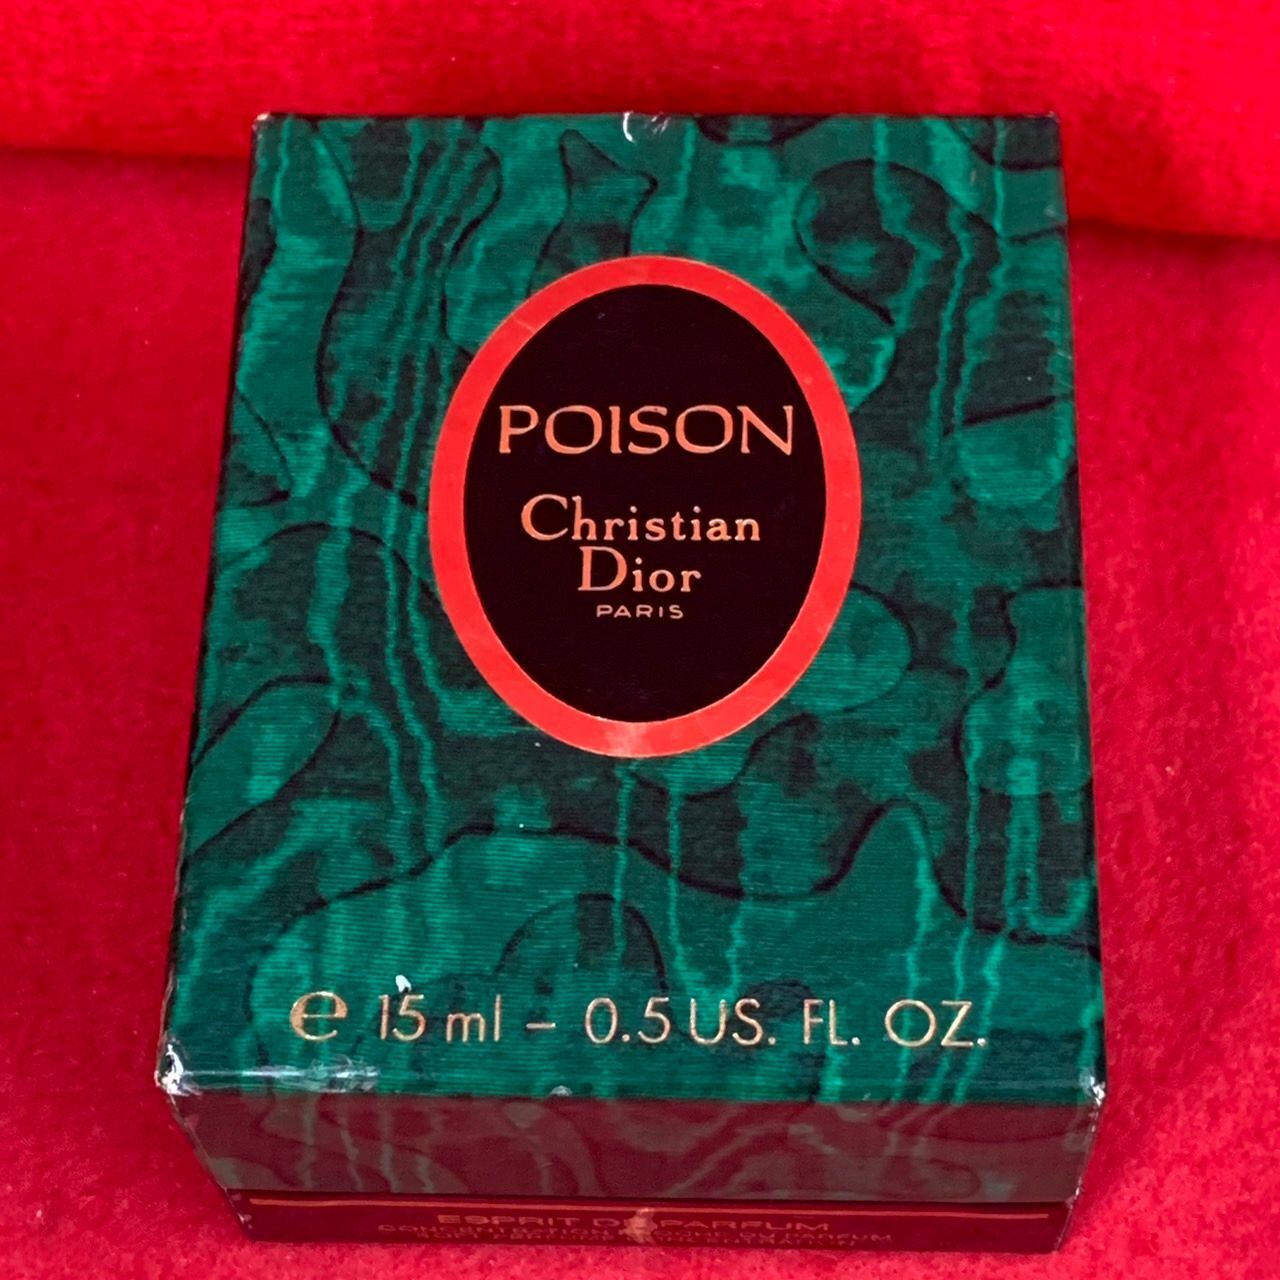 POISON
Christian
Dior
PARIS
e 15 ml - 0.5 US. FL. OZ.
ESPRIT DE PARFUM